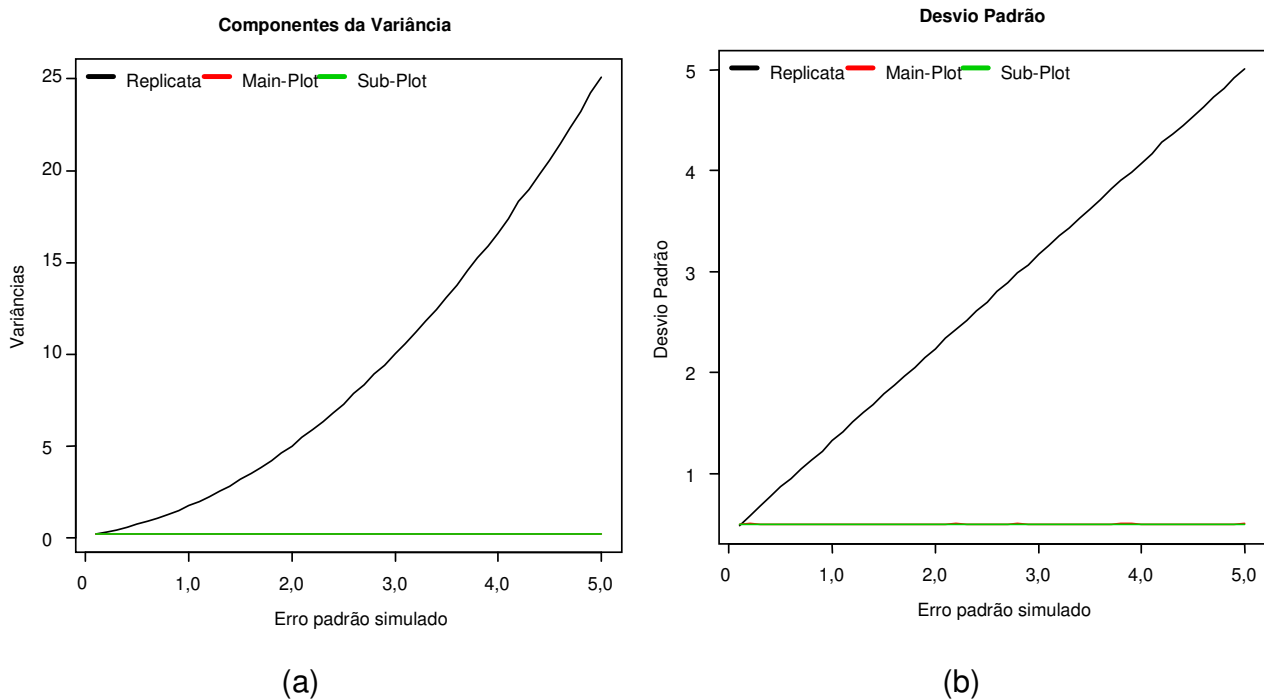 Componentes da Variância
Replicata Main-Plot Sub-Plot
25
20
15
10
5
0
Variâncias
0 1,0 2,0 3,0 4,0 5,0
Erro padrão simulado
(a)
Desvio Padrão
Replicata Main-Plot Sub-Plot
5
4
3
2
1
Desvio Padrão
0 1,0 2,0 3,0 4,0 5,0
Erro padrão simulado
(b)